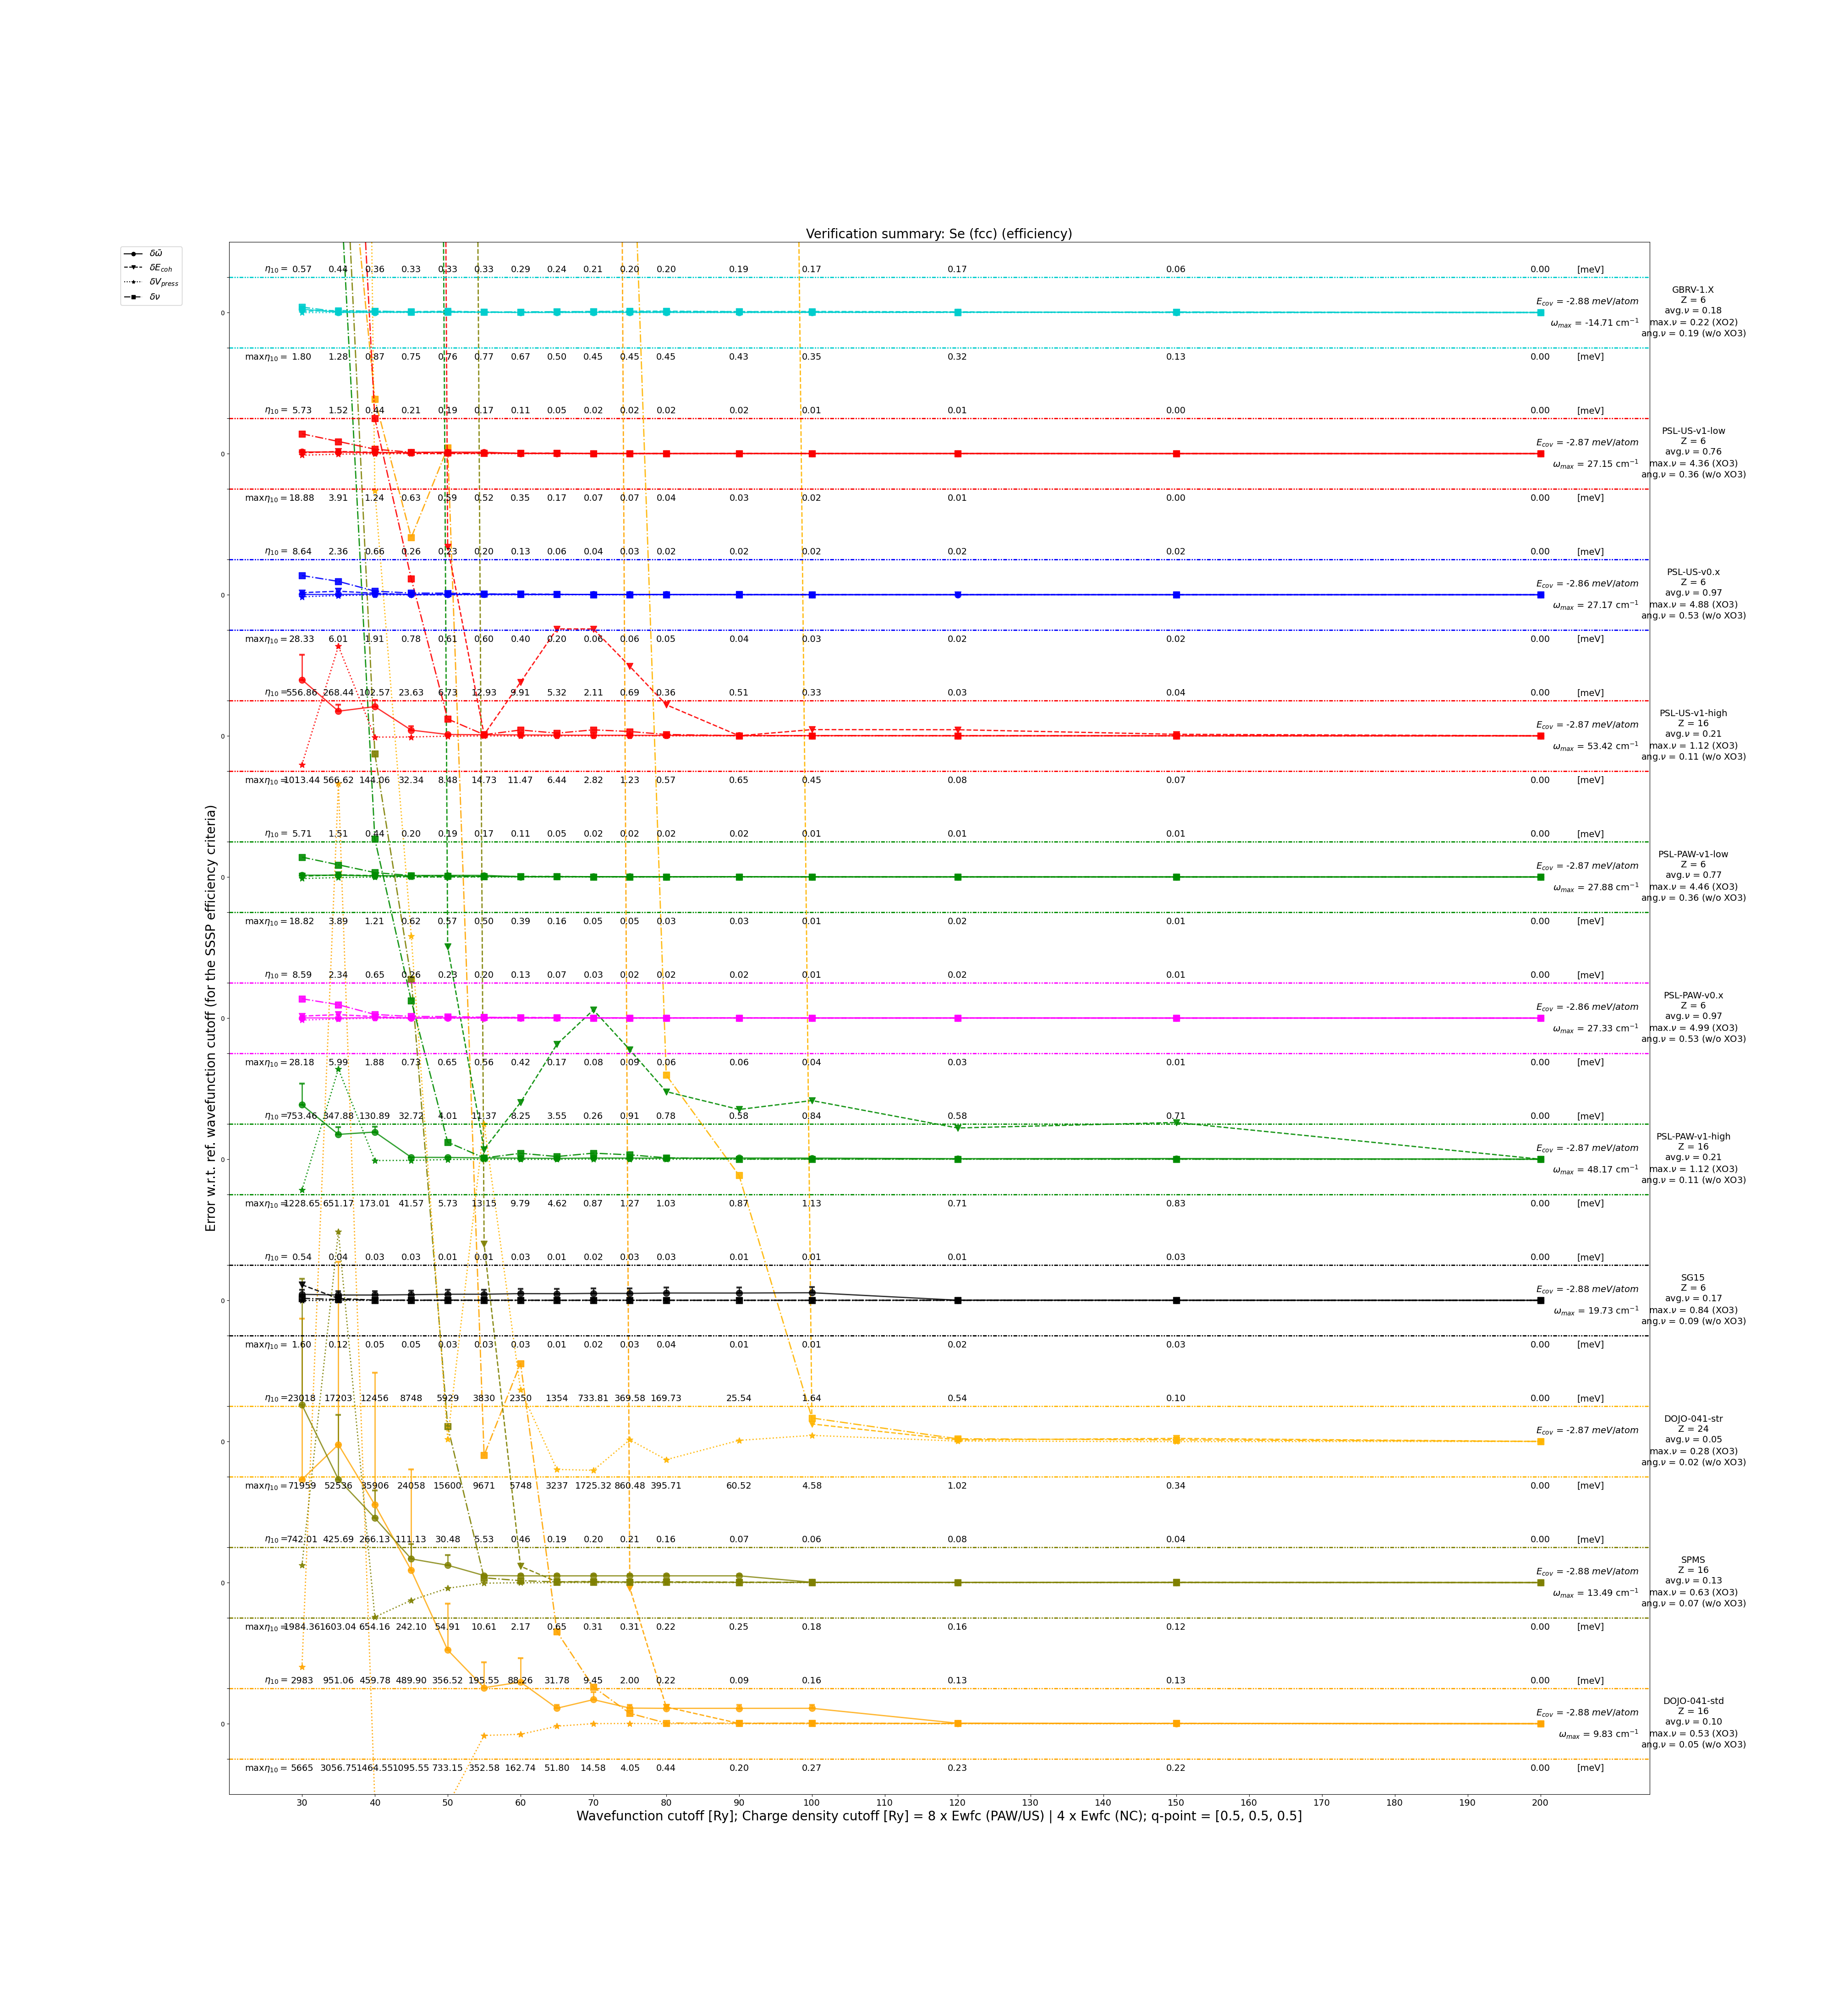 Verification summary: Se (fcc) (efficiency)
δω̄
δE_coh
δV_press
δν
Error w.r.t. ref. wavefunction cutoff (for the SSSP efficiency criteria)
η₁₀ = 0.57 0.44 0.36 0.33 0.33 0.33 0.29 0.24 0.21 0.20 0.20 0.19 0.17 0.17 0.06 0.00 [meV]
0
E_cov = -2.88 meV/atom
ω_max = -14.71 cm⁻¹
GBRV-1.X
Z = 6
avg.ν = 0.18
max.ν = 0.22 (XO2)
ang.ν = 0.19 (w/o XO3)
maxη₁₀ = 1.80 1.28 0.87 0.75 0.76 0.77 0.67 0.50 0.45 0.45 0.45 0.43 0.35 0.32 0.13 0.00 [meV]
η₁₀ = 5.73 1.52 0.44 0.21 0.19 0.17 0.11 0.05 0.02 0.02 0.02 0.02 0.01 0.01 0.00 0.00 [meV]
0
E_cov = -2.87 meV/atom
ω_max = 27.15 cm⁻¹
PSL-US-v1-low
Z = 6
avg.ν = 0.76
max.ν = 4.36 (XO3)
ang.ν = 0.36 (w/o XO3)
maxη₁₀ = 18.88 3.91 1.24 0.63 0.59 0.52 0.35 0.17 0.07 0.07 0.04 0.03 0.02 0.01 0.00 0.00 [meV]
η₁₀ = 8.64 2.36 0.66 0.26 0.23 0.20 0.13 0.06 0.04 0.03 0.02 0.02 0.02 0.02 0.02 0.00 [meV]
0
E_cov = -2.86 meV/atom
ω_max = 27.17 cm⁻¹
PSL-US-v0.x
Z = 6
avg.ν = 0.97
max.ν = 4.88 (XO3)
ang.ν = 0.53 (w/o XO3)
maxη₁₀ = 28.33 6.01 1.91 0.78 0.61 0.60 0.40 0.20 0.06 0.06 0.05 0.04 0.03 0.02 0.02 0.00 [meV]
η₁₀ = 556.86 268.44 102.57 23.63 6.73 12.93 9.91 5.32 2.11 0.69 0.36 0.51 0.33 0.03 0.04 0.00 [meV]
0
E_cov = -2.87 meV/atom
ω_max = 53.42 cm⁻¹
PSL-US-v1-high
Z = 16
avg.ν = 0.21
max.ν = 1.12 (XO3)
ang.ν = 0.11 (w/o XO3)
maxη₁₀ = 1013.44 566.62 144.06 32.34 8.48 14.73 11.47 6.44 2.82 1.23 0.57 0.65 0.45 0.08 0.07 0.00 [meV]
η₁₀ = 5.71 1.51 0.44 0.20 0.19 0.17 0.11 0.05 0.02 0.02 0.02 0.02 0.01 0.01 0.01 0.00 [meV]
0
E_cov = -2.87 meV/atom
ω_max = 27.88 cm⁻¹
PSL-PAW-v1-low
Z = 6
avg.ν = 0.77
max.ν = 4.46 (XO3)
ang.ν = 0.36 (w/o XO3)
maxη₁₀ = 18.82 3.89 1.21 0.62 0.57 0.50 0.39 0.16 0.05 0.05 0.03 0.03 0.01 0.02 0.01 0.00 [meV]
η₁₀ = 8.59 2.34 0.65 0.26 0.23 0.20 0.13 0.07 0.03 0.02 0.02 0.02 0.01 0.02 0.01 0.00 [meV]
0
E_cov = -2.86 meV/atom
ω_max = 27.33 cm⁻¹
PSL-PAW-v0.x
Z = 6
avg.ν = 0.97
max.ν = 4.99 (XO3)
ang.ν = 0.53 (w/o XO3)
maxη₁₀ = 28.18 5.99 1.88 0.73 0.65 0.56 0.42 0.17 0.08 0.09 0.06 0.06 0.04 0.03 0.01 0.00 [meV]
η₁₀ = 753.46 347.88 130.89 32.72 4.01 11.37 8.25 3.55 0.26 0.91 0.78 0.58 0.84 0.58 0.71 0.00 [meV]
0
E_cov = -2.87 meV/atom
ω_max = 48.17 cm⁻¹
PSL-PAW-v1-high
Z = 16
avg.ν = 0.21
max.ν = 1.12 (XO3)
ang.ν = 0.11 (w/o XO3)
maxη₁₀ = 1228.65 651.17 173.01 41.57 5.73 13.15 9.79 4.62 0.87 1.27 1.03 0.87 1.13 0.71 0.83 0.00 [meV]
η₁₀ = 0.54 0.04 0.03 0.03 0.01 0.01 0.03 0.01 0.02 0.03 0.03 0.01 0.01 0.01 0.03 0.00 [meV]
0
E_cov = -2.88 meV/atom
ω_max = 19.73 cm⁻¹
SG15
Z = 6
avg.ν = 0.17
max.ν = 0.84 (XO3)
ang.ν = 0.09 (w/o XO3)
maxη₁₀ = 1.60 0.12 0.05 0.05 0.03 0.03 0.03 0.01 0.02 0.03 0.04 0.01 0.01 0.02 0.03 0.00 [meV]
η₁₀ = 23018 17203 12456 8748 5929 3830 2350 1354 733.81 369.58 169.73 25.54 1.64 0.54 0.10 0.00 [meV]
0
E_cov = -2.87 meV/atom
DOJO-041-str
Z = 24
avg.ν = 0.05
max.ν = 0.28 (XO3)
ang.ν = 0.02 (w/o XO3)
maxη₁₀ = 71959 52536 35906 24058 15600 9671 5748 3237 1725.32 860.48 395.71 60.52 4.58 1.02 0.34 0.00 [meV]
η₁₀ = 742.01 425.69 266.13 111.13 30.48 5.53 0.46 0.19 0.20 0.21 0.16 0.07 0.06 0.08 0.04 0.00 [meV]
0
E_cov = -2.88 meV/atom
ω_max = 13.49 cm⁻¹
SPMS
Z = 16
avg.ν = 0.13
max.ν = 0.63 (XO3)
ang.ν = 0.07 (w/o XO3)
maxη₁₀ = 1984.36 1603.04 654.16 242.10 54.91 10.61 2.17 0.65 0.31 0.31 0.22 0.25 0.18 0.16 0.12 0.00 [meV]
η₁₀ = 2983 951.06 459.78 489.90 356.52 195.55 88.26 31.78 9.45 2.00 0.22 0.09 0.16 0.13 0.13 0.00 [meV]
0
E_cov = -2.88 meV/atom
ω_max = 9.83 cm⁻¹
DOJO-041-std
Z = 16
avg.ν = 0.10
max.ν = 0.53 (XO3)
ang.ν = 0.05 (w/o XO3)
maxη₁₀ = 5665 3056.75 1464.55 1095.55 733.15 352.58 162.74 51.80 14.58 4.05 0.44 0.20 0.27 0.23 0.22 0.00 [meV]
30 40 50 60 70 80 90 100 110 120 130 140 150 160 170 180 190 200
Wavefunction cutoff [Ry]; Charge density cutoff [Ry] = 8 x Ewfc (PAW/US) | 4 x Ewfc (NC); q-point = [0.5, 0.5, 0.5]